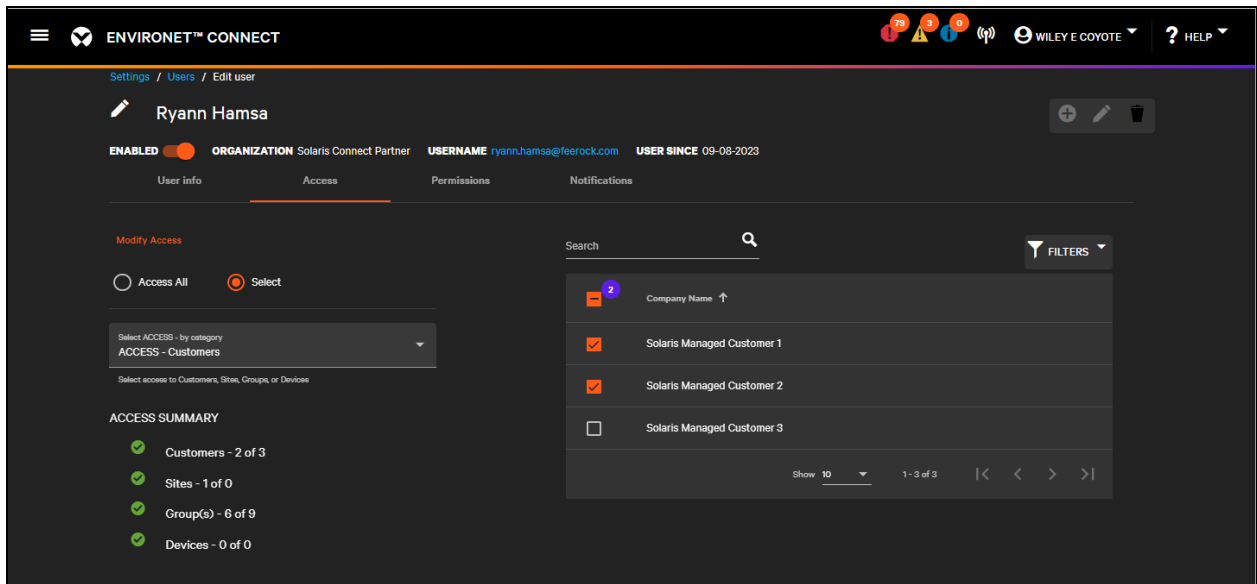 79 3 0
ENVIRONET™ CONNECT WILEY E COYOTE ? HELP
Settings / Users / Edit user
Ryann Hamsa
ENABLED ORGANIZATION Solaris Connect Partner USERNAME ryann.hamsa@feerock.com USER SINCE 09-08-2023
User info Access Permissions Notifications
Modify Access
Search
FILTERS
Access All Select
2
Company Name ↑
Select ACCESS - by category
ACCESS - Customers
Select access to Customers, Sites, Groups, or Devices
Solaris Managed Customer 1
Solaris Managed Customer 2
Solaris Managed Customer 3
Show 10 1 - 3 of 3
ACCESS SUMMARY
Customers - 2 of 3
Sites - 1 of 0
Group(s) - 6 of 9
Devices - 0 of 0